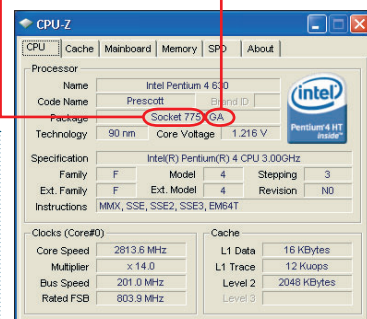 CPU-Z
CPU Cache Mainboard Memory SPD About
Processor
Name Intel Pentium 4 630
Code Name Prescott Brand ID
Package Socket 775 GA
Technology 90 nm Core Voltage 1.216 V
intel
Pentium 4 HT
inside
Specification Intel(R) Pentium(R) 4 CPU 3.00GHz
Family F Model 4 Stepping 3
Ext. Family F Ext. Model 4 Revision N0
Instructions MMX, SSE, SSE2, SSE3, EM64T
Clocks (Core#0) Cache
Core Speed 2813.6 MHz L1 Data 16 KBytes
Multiplier x 14.0 L1 Trace 12 Kuops
Bus Speed 201.0 MHz Level 2 2048 KBytes
Rated FSB 803.9 MHz Level 3